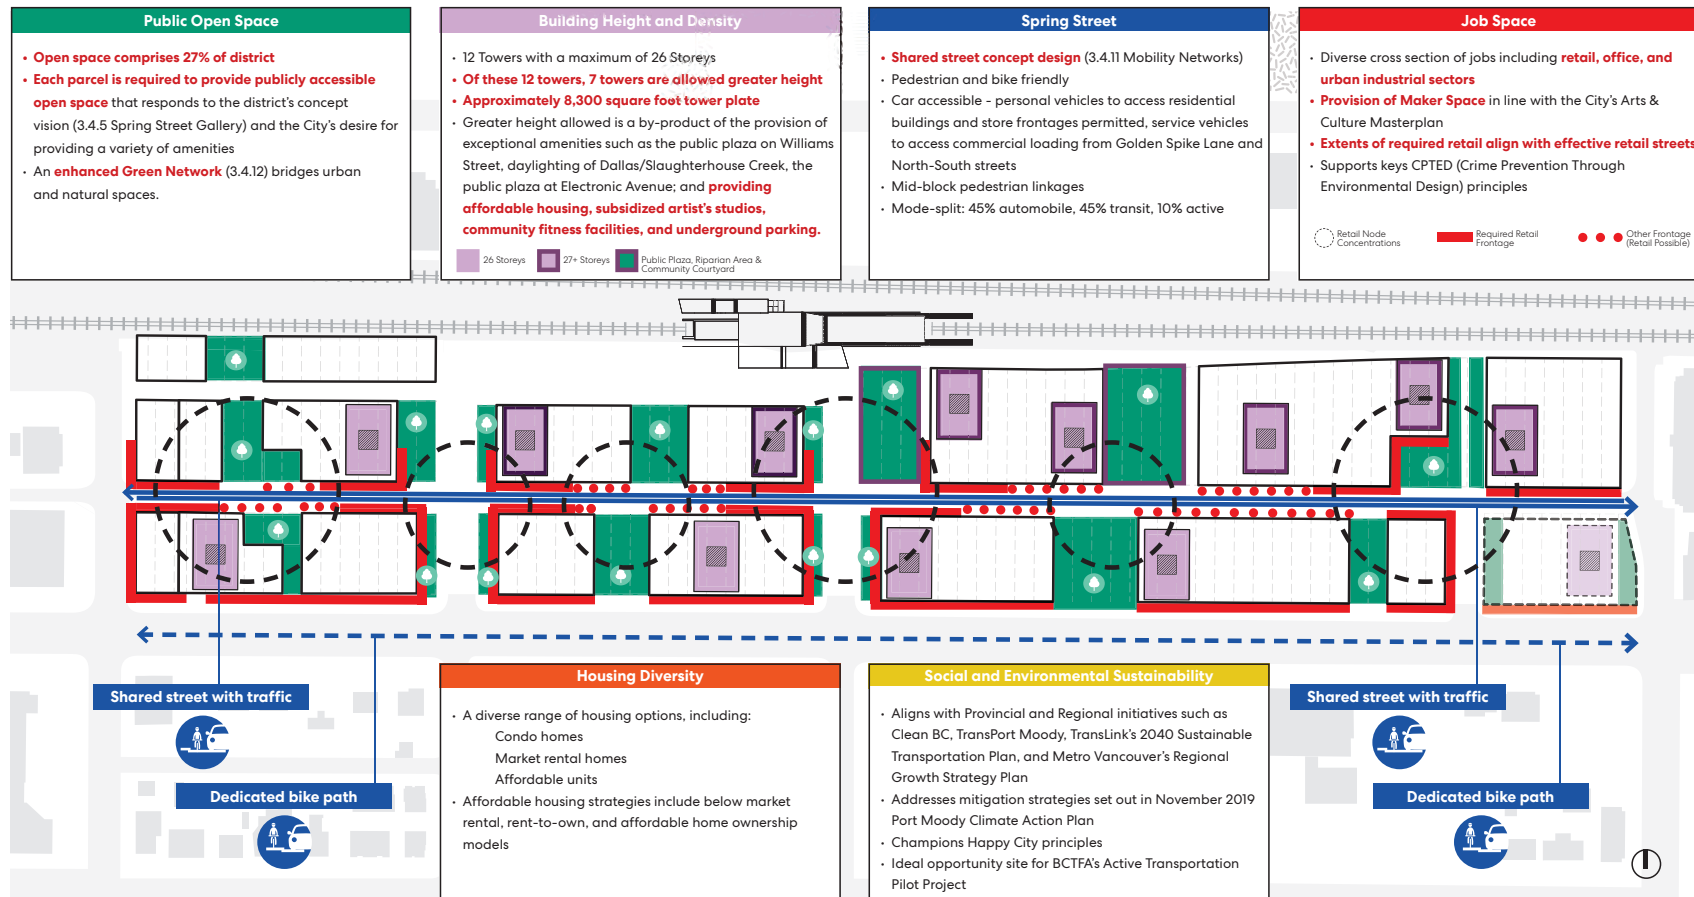 Public Open Space
• Open space comprises 27% of district
• Each parcel is required to provide publicly accessible
open space that responds to the district's concept
vision (3.4.5 Spring Street Gallery) and the City's desire for
providing a variety of amenities
• An enhanced Green Network (3.4.12) bridges urban
and natural spaces.
Building Height and Density
• 12 Towers with a maximum of 26 Storeys
• Of these 12 towers, 7 towers are allowed greater height
• Approximately 8,300 square foot tower plate
• Greater height allowed is a by-product of the provision of
exceptional amenities such as the public plaza on Williams
Street, daylighting of Dallas/Slaughterhouse Creek, the
public plaza at Electronic Avenue; and providing
affordable housing, subsidized artist's studios,
community fitness facilities, and underground parking.
26 Storeys
27+ Storeys
Public Plaza, Riparian Area &
Community Courtyard
Spring Street
• Shared street concept design (3.4.11 Mobility Networks)
• Pedestrian and bike friendly
• Car accessible - personal vehicles to access residential
buildings and store frontages permitted, service vehicles
to access commercial loading from Golden Spike Lane and
North-South streets
• Mid-block pedestrian linkages
• Mode-split: 45% automobile, 45% transit, 10% active
Job Space
• Diverse cross section of jobs including retail, office, and
urban industrial sectors
• Provision of Maker Space in line with the City's Arts &
Culture Masterplan
• Extents of required retail align with effective retail streets
• Supports keys CPTED (Crime Prevention Through
Environmental Design) principles
Retail Node
Concentrations
Required Retail
Frontage
Other Frontage
(Retail Possible)
Shared street with traffic
Dedicated bike path
Housing Diversity
• A diverse range of housing options, including:
Condo homes
Market rental homes
Affordable units
• Affordable housing strategies include below market
rental, rent-to-own, and affordable home ownership
models
Social and Environmental Sustainability
• Aligns with Provincial and Regional initiatives such as
Clean BC, TransPort Moody, TransLink's 2040 Sustainable
Transportation Plan, and Metro Vancouver's Regional
Growth Strategy Plan
• Addresses mitigation strategies set out in November 2019
Port Moody Climate Action Plan
• Champions Happy City principles
• Ideal opportunity site for BCTFA's Active Transportation
Pilot Project
Shared street with traffic
Dedicated bike path